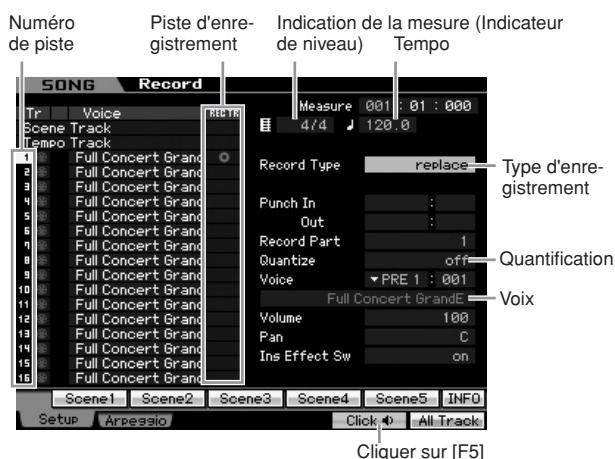 Numéro
de piste
Piste d'enre-
gistrement
Indication de la mesure (Indicateur
de niveau)
Tempo
SONG Record
Tr Voice REC TR
Scene Track
Tempo Track
1 Full Concert Grand
2 Full Concert Grand
3 Full Concert Grand
4 Full Concert Grand
5 Full Concert Grand
6 Full Concert Grand
7 Full Concert Grand
8 Full Concert Grand
9 Full Concert Grand
10 Full Concert Grand
11 Full Concert Grand
12 Full Concert Grand
13 Full Concert Grand
14 Full Concert Grand
15 Full Concert Grand
16 Full Concert Grand
Measure 001 : 01 : 000
4/4 120.0
Record Type replace
Punch In :
Out :
Record Part 1
Quantize off
Voice PRE 1 : 001
Full Concert GrandE
Volume 100
Pan C
Ins Effect Sw on
Type d'enre-
gistrement
Quantification
Voix
Scene1 Scene2 Scene3 Scene4 Scene5 INFO
Setup Arpeggio Click All Track
Cliquer sur [F5]